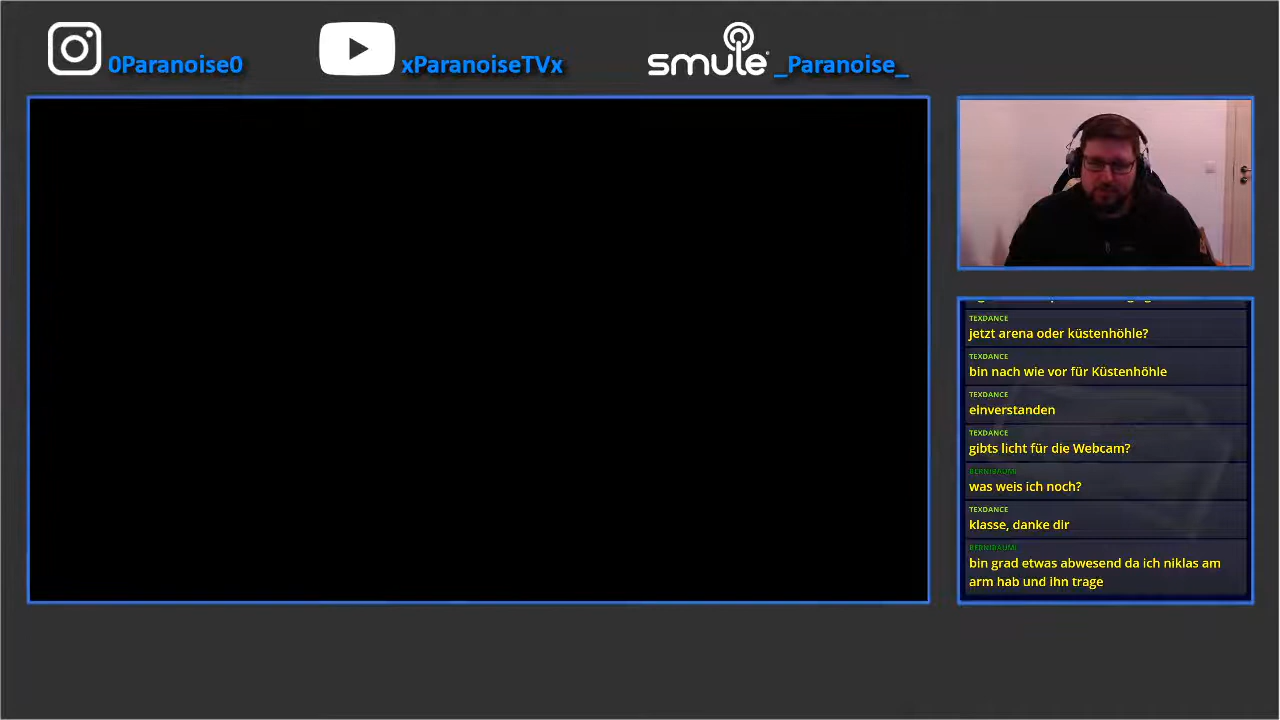 0Paranoise0
xParanoiseTVx
smule
_Paranoise_
TEXDANCE
jetzt arena oder küstenhöhle?
TEXDANCE
bin nach wie vor für Küstenhöhle
TEXDANCE
einverstanden
TEXDANCE
gibts licht für die Webcam?
BERNIBAUMI
was weis ich noch?
TEXDANCE
klasse, danke dir
BERNIBAUMI
bin grad etwas abwesend da ich niklas am
arm hab und ihn trage